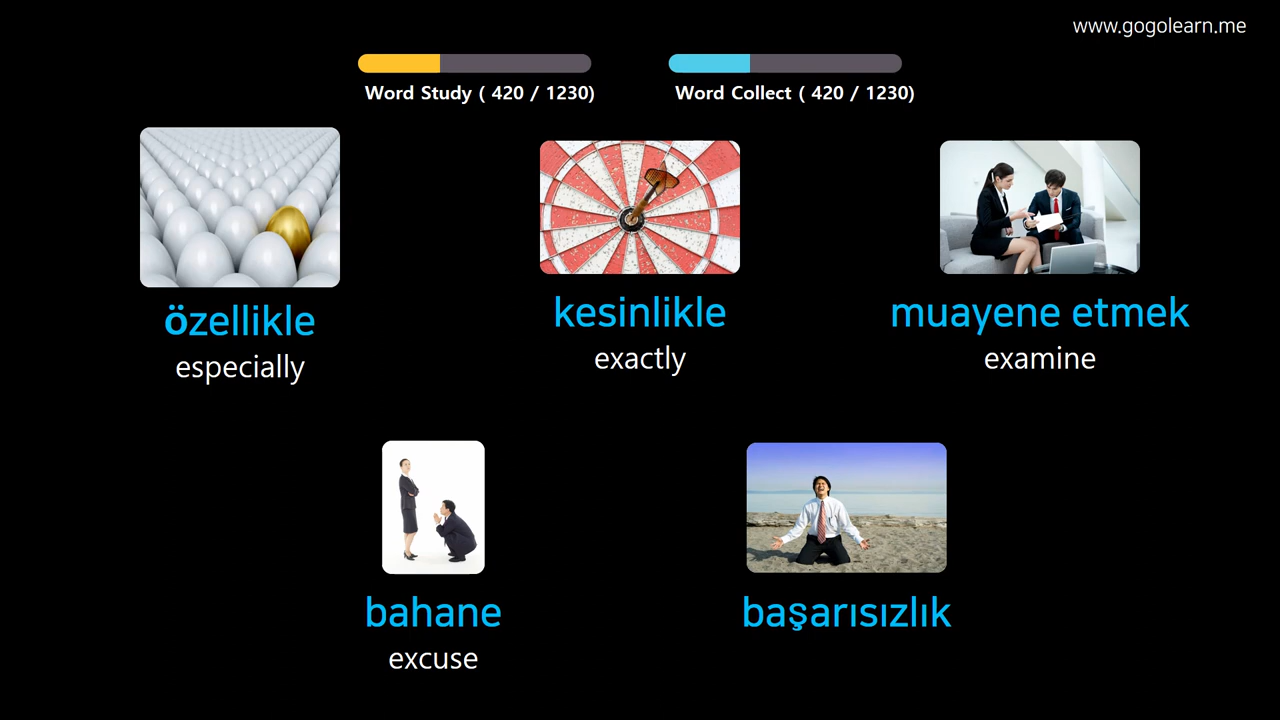 www.gogolearn.me
Word Study ( 420 / 1230)
Word Collect ( 420 / 1230)
özellikle
especially
kesinlikle
exactly
muayene etmek
examine
bahane
excuse
başarısızlık